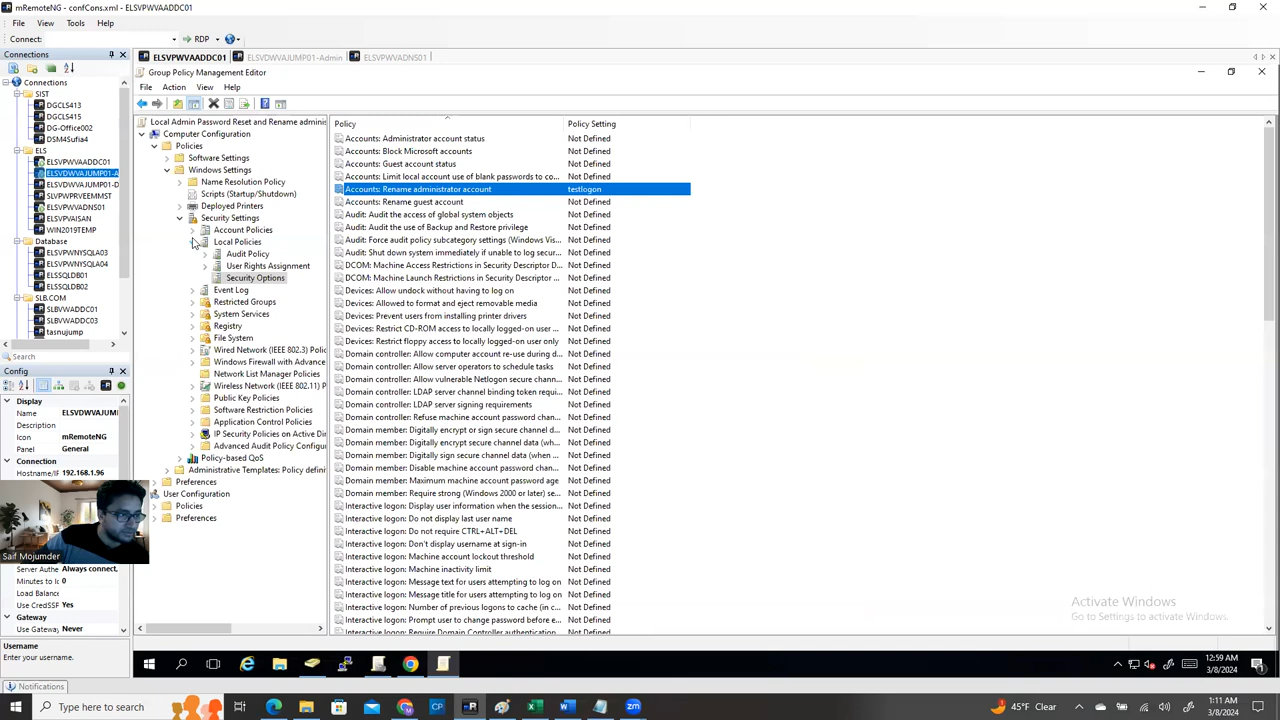 mRemoteNG - confCons.xml - ELSVPWVAADDC01
File View Tools Help
Connect: RDP
Connections
Connections
SIST
DGCLS413
DGCLS415
DG-Office002
DSM4Sufia4
ELS
ELSVPWVAADDC01
ELSVDWVAJUMP01-A
ELSVDWVAJUMP01-D
SLVPWPRVEEMMST
ELSVPWVADNS01
ELSVPVAISAN
WIN2019TEMP
Database
ELSVPWVNYSQLA03
ELSVPWVNYSQLA04
ELSSQLDB01
ELSSQLDB02
SLB.COM
SLBVWADDC01
SLBVWADDC03
tasnujump
Search
Config
Display
Name ELSVDWVAJUMI
Description
Icon mRemoteNG
Panel General
Connection
Hostname/IF 192.168.1.96
Saif Mojumder
Server Authe Always connect,
Minutes to Ic 0
Load Balance
Use CredSSP Yes
Gateway
Use Gateway Never
Username
Enter your username.
Notifications
ELSVPWVAADDC01 ELSVDWVAJUMP01-Admin ELSVPWVADNS01
Group Policy Management Editor
File Action View Help
Local Admin Password Reset and Rename adminis
Computer Configuration
Policies
Software Settings
Windows Settings
Name Resolution Policy
Scripts (Startup/Shutdown)
Deployed Printers
Security Settings
Account Policies
Local Policies
Audit Policy
User Rights Assignment
Security Options
Event Log
Restricted Groups
System Services
Registry
File System
Wired Network (IEEE 802.3) Polic
Windows Firewall with Advance
Network List Manager Policies
Wireless Network (IEEE 802.11) P
Public Key Policies
Software Restriction Policies
Application Control Policies
IP Security Policies on Active Dir
Advanced Audit Policy Configur
Policy-based QoS
Administrative Templates: Policy defini
Preferences
User Configuration
Policies
Preferences
Policy Policy Setting
Accounts: Administrator account status Not Defined
Accounts: Block Microsoft accounts Not Defined
Accounts: Guest account status Not Defined
Accounts: Limit local account use of blank passwords to co... Not Defined
Accounts: Rename administrator account testlogon
Accounts: Rename guest account Not Defined
Audit: Audit the access of global system objects Not Defined
Audit: Audit the use of Backup and Restore privilege Not Defined
Audit: Force audit policy subcategory settings (Windows Vis... Not Defined
Audit: Shut down system immediately if unable to log secur... Not Defined
DCOM: Machine Access Restrictions in Security Descriptor D... Not Defined
DCOM: Machine Launch Restrictions in Security Descriptor ... Not Defined
Devices: Allow undock without having to log on Not Defined
Devices: Allowed to format and eject removable media Not Defined
Devices: Prevent users from installing printer drivers Not Defined
Devices: Restrict CD-ROM access to locally logged-on user ... Not Defined
Devices: Restrict floppy access to locally logged-on user only Not Defined
Domain controller: Allow computer account re-use during d... Not Defined
Domain controller: Allow server operators to schedule tasks Not Defined
Domain controller: Allow vulnerable Netlogon secure chann... Not Defined
Domain controller: LDAP server channel binding token requi... Not Defined
Domain controller: LDAP server signing requirements Not Defined
Domain controller: Refuse machine account password chan... Not Defined
Domain member: Digitally encrypt or sign secure channel d... Not Defined
Domain member: Digitally encrypt secure channel data (wh... Not Defined
Domain member: Digitally sign secure channel data (when ... Not Defined
Domain member: Disable machine account password chan... Not Defined
Domain member: Maximum machine account password age Not Defined
Domain member: Require strong (Windows 2000 or later) se... Not Defined
Interactive logon: Display user information when the session... Not Defined
Interactive logon: Do not display last user name Not Defined
Interactive logon: Do not require CTRL+ALT+DEL Not Defined
Interactive logon: Don't display username at sign-in Not Defined
Interactive logon: Machine account lockout threshold Not Defined
Interactive logon: Machine inactivity limit Not Defined
Interactive logon: Message text for users attempting to log on Not Defined
Interactive logon: Message title for users attempting to log on Not Defined
Interactive logon: Number of previous logons to cache (in c... Not Defined
Interactive logon: Prompt user to change password before e... Not Defined
Interactive logon: Require Domain Controller authentication Not Defined
Activate Windows
Go to Settings to activate Windows.
12:59 AM
3/8/2024
Type here to search
45°F Clear
1:11 AM
3/8/2024